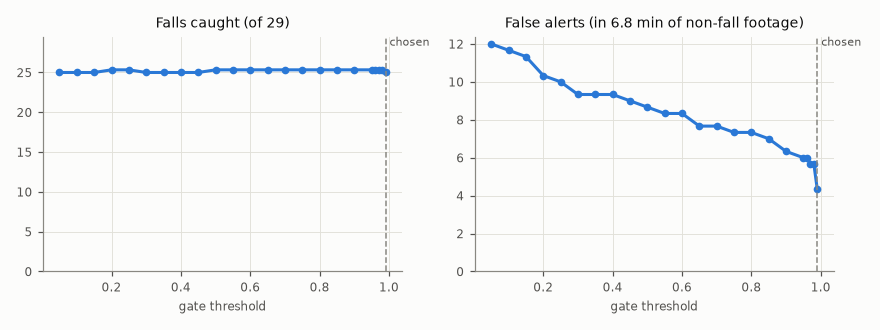 Falls caught (of 29)
chosen
25
20
15
10
5
0
0.2 0.4 0.6 0.8 1.0
gate threshold
False alerts (in 6.8 min of non-fall footage)
chosen
12
10
8
6
4
2
0
0.2 0.4 0.6 0.8 1.0
gate threshold